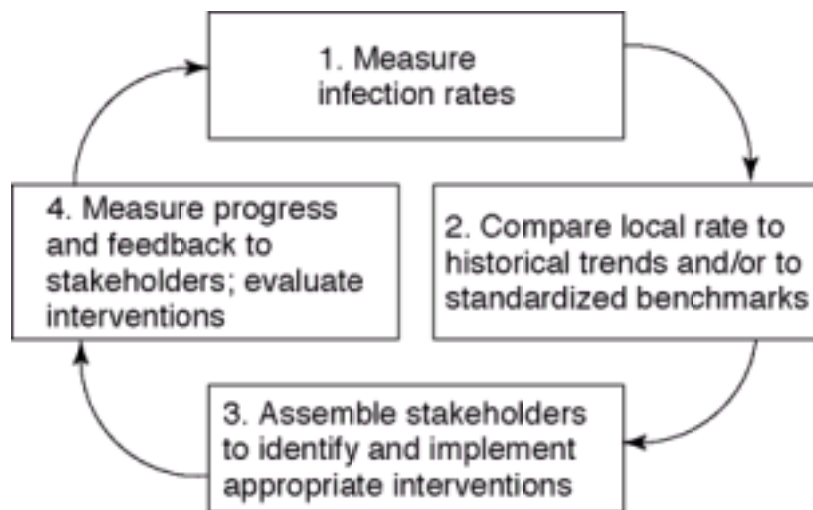 1. Measure
infection rates
2. Compare local rate to
historical trends and/or to
standardized benchmarks
3. Assemble stakeholders
to identify and implement
appropriate interventions
4. Measure progress
and feedback to
stakeholders; evaluate
interventions